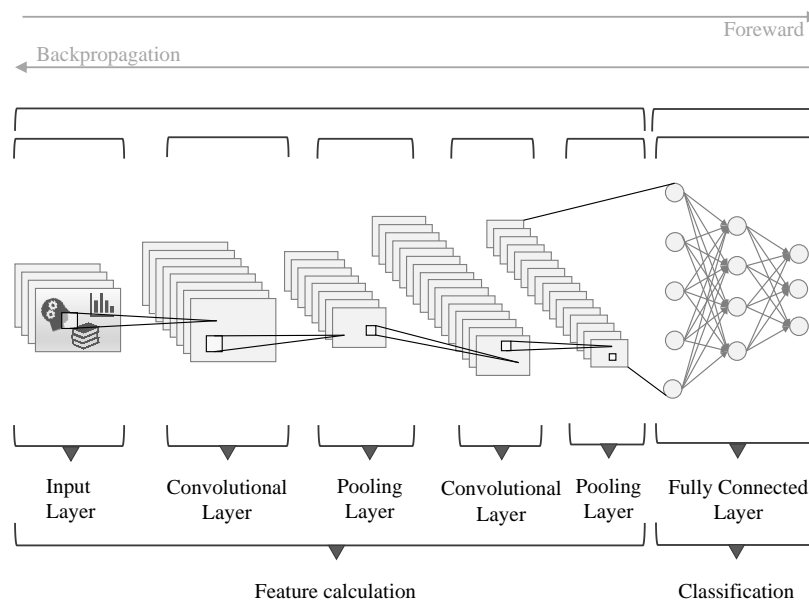 Foreward
Backpropagation
Input
Layer
Convolutional
Layer
Pooling
Layer
Convolutional
Layer
Pooling
Layer
Fully Connected
Layer
Feature calculation
Classification